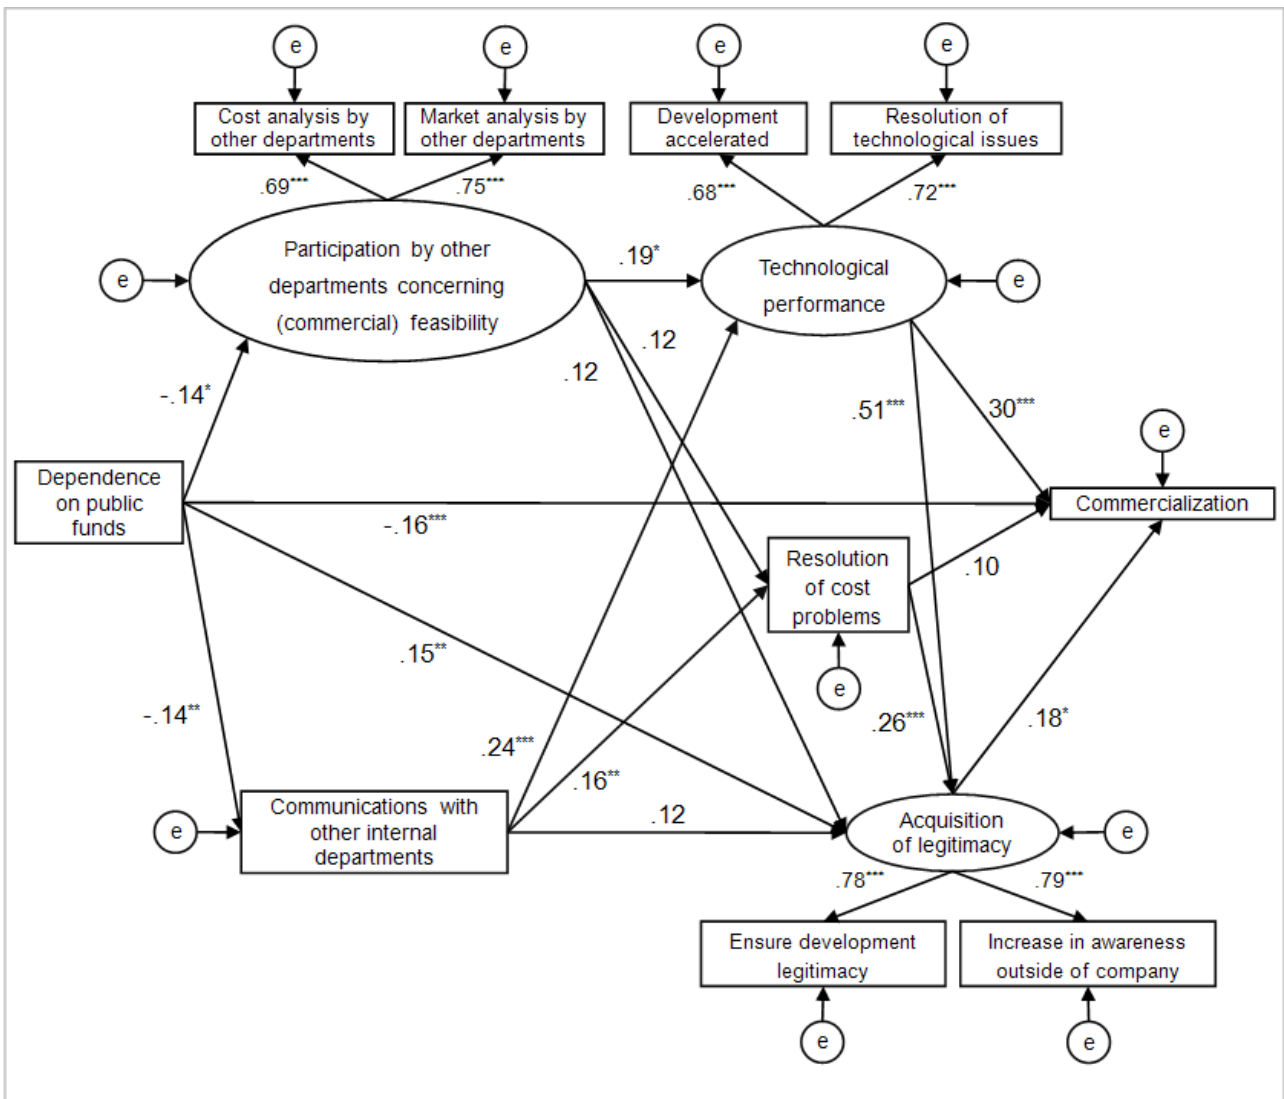 e
e
e
e
Cost analysis by
other departments
Market analysis by
other departments
Development
accelerated
Resolution of
technological issues
.69***
.75***
.68***
.72***
Participation by other
departments concerning
(commercial) feasibility
e
.19*
Technological
performance
e
.12
.12
-.14*
.51***
30***
e
Dependence
on public
funds
Commercialization
-.16***
Resolution
of cost
problems
.10
.15**
e
-.14**
.26***
.18*
.24***
.16**
e
Communications with
other internal
departments
.12
Acquisition
of legitimacy
e
.78***
.79***
Ensure development
legitimacy
Increase in awareness
outside of company
e
e